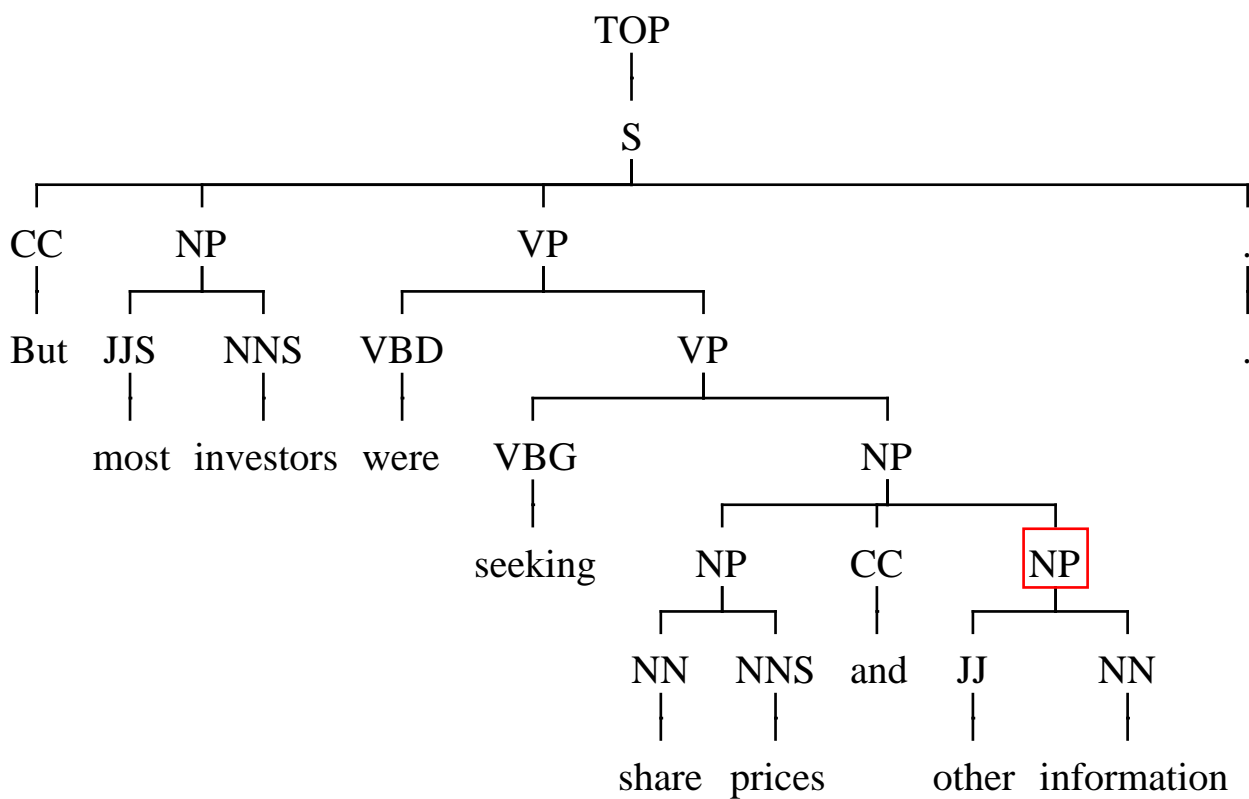 TOP
S
CC NP VP .
But JJS NNS VBD VP .
most investors were VBG NP
seeking NP CC NP
NN NNS and JJ NN
share prices other information